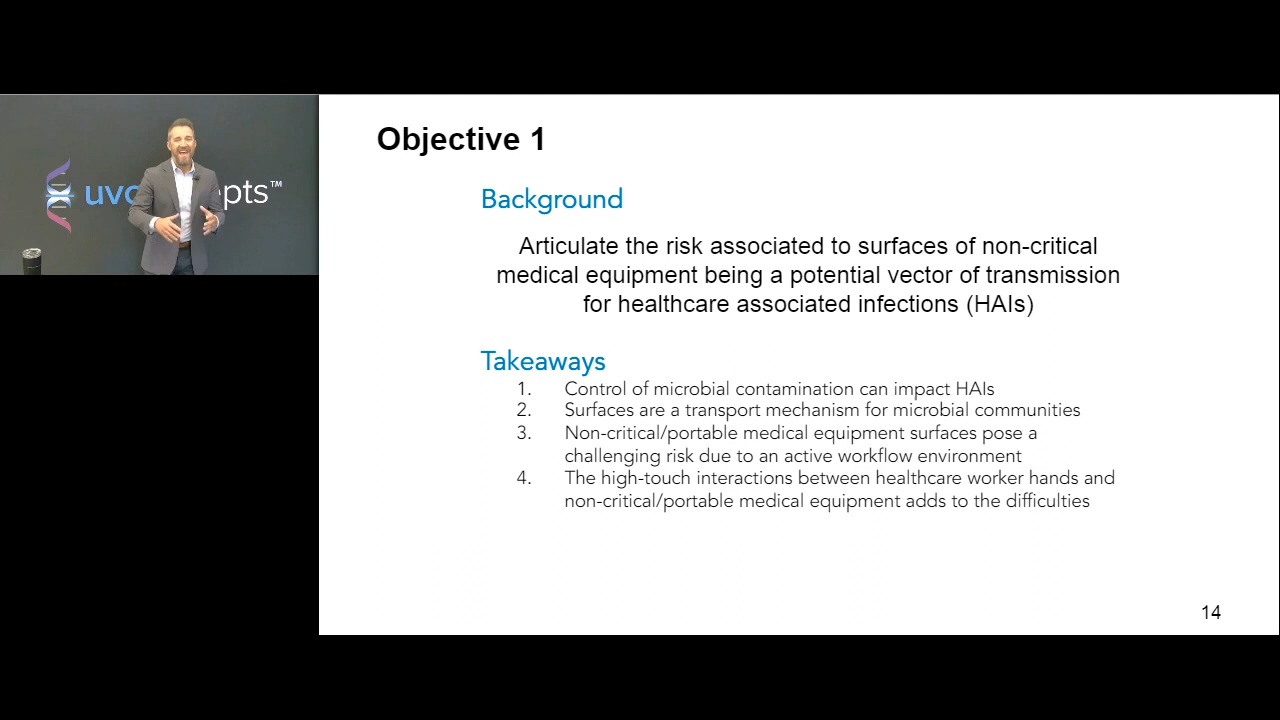 uvc
pts™
Objective 1
Background
Articulate the risk associated to surfaces of non-critical
medical equipment being a potential vector of transmission
for healthcare associated infections (HAIs)
Takeaways
1. Control of microbial contamination can impact HAIs
2. Surfaces are a transport mechanism for microbial communities
3. Non-critical/portable medical equipment surfaces pose a
challenging risk due to an active workflow environment
4. The high-touch interactions between healthcare worker hands and
non-critical/portable medical equipment adds to the difficulties
14